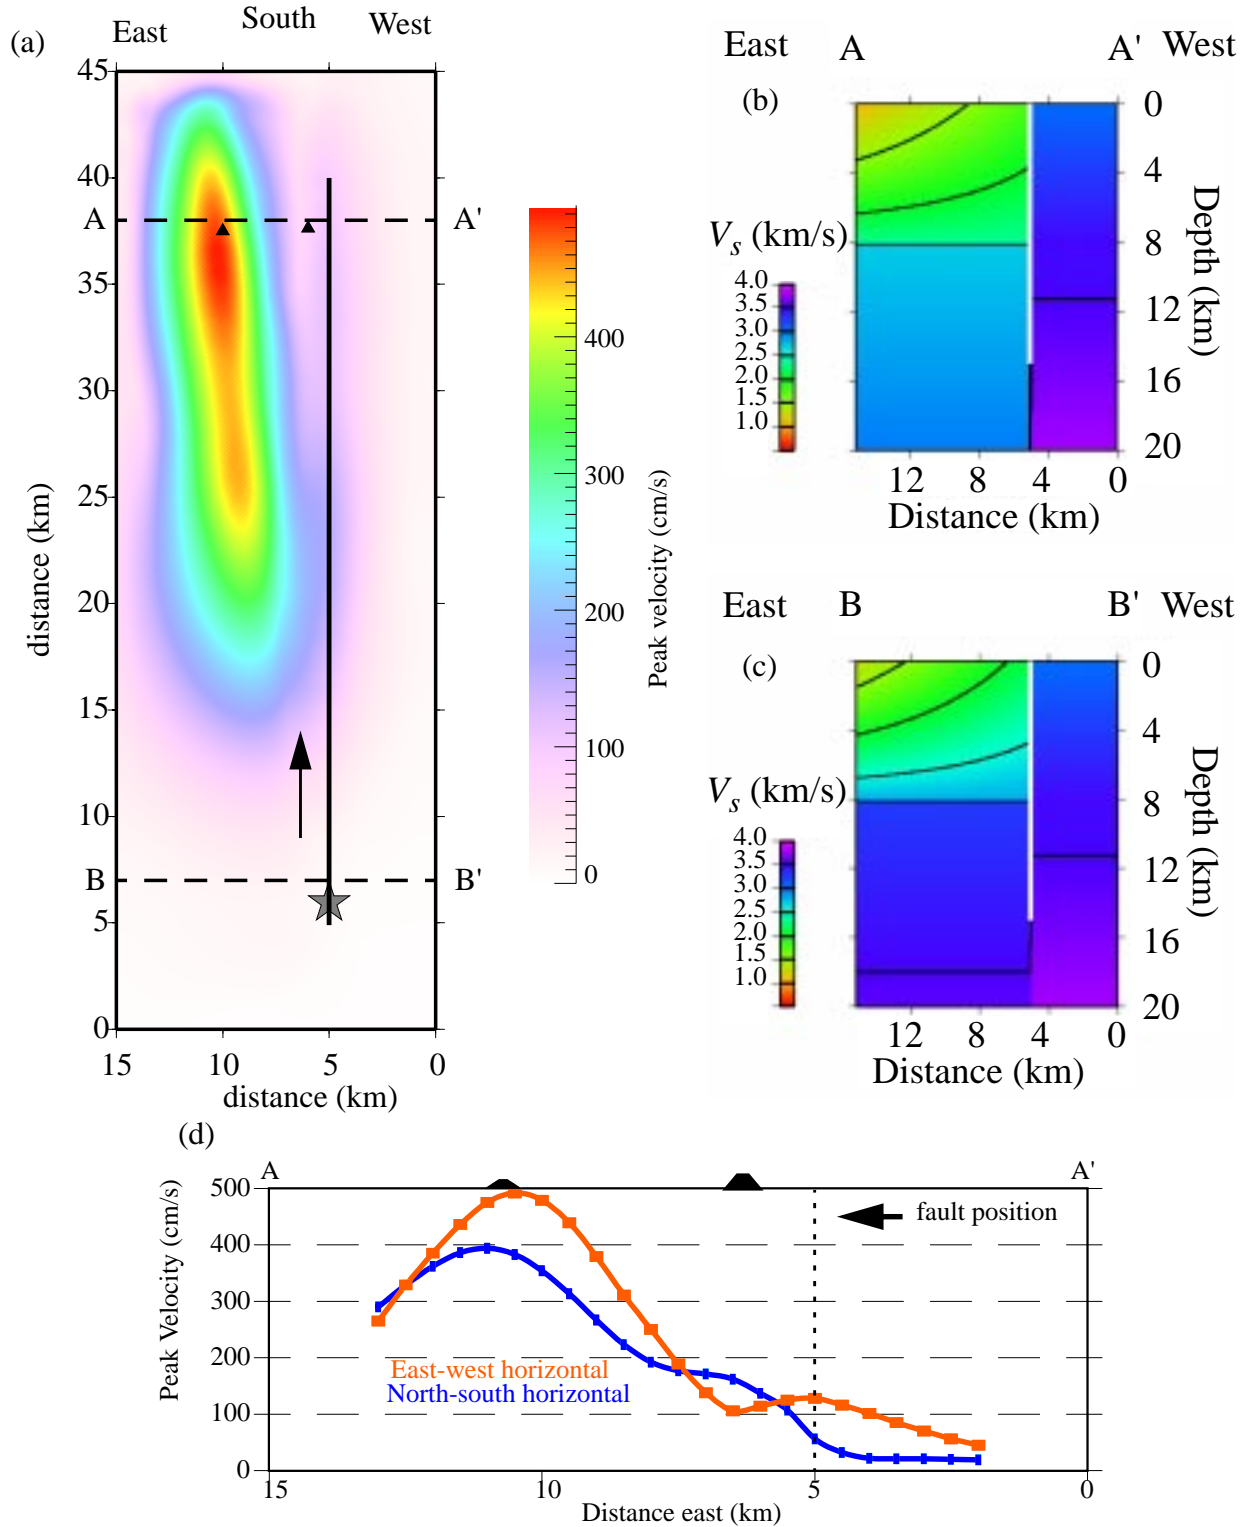 (a)
East
South
West
45
40
35
30
25
20
15
10
5
0
A
A'
B
B'
distance (km)
15
10
5
0
distance (km)
400
300
200
100
0
Peak velocity (cm/s)
East
A
A'
West
(b)
0
4
8
12
16
20
Depth (km)
Vs (km/s)
4.0
3.5
3.0
2.5
2.0
1.5
1.0
12
8
4
0
Distance (km)
East
B
B'
West
(c)
0
4
8
12
16
20
Depth (km)
Vs (km/s)
4.0
3.5
3.0
2.5
2.0
1.5
1.0
12
8
4
0
Distance (km)
(d)
A
A'
500
400
300
200
100
0
Peak Velocity (cm/s)
fault position
East-west horizontal
North-south horizontal
15
10
5
0
Distance east (km)